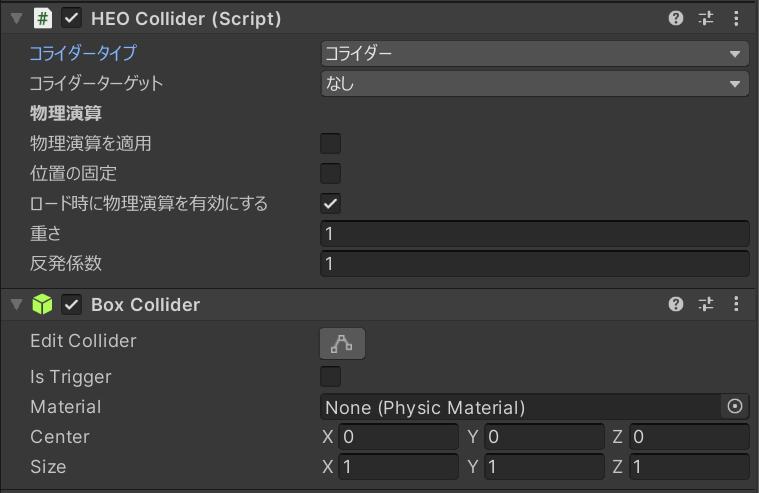 HEO Collider (Script)
コライダータイプ コライダー
コライダーターゲット なし
物理演算
物理演算を適用
位置の固定
ロード時に物理演算を有効にする
重さ 1
反発係数 1
Box Collider
Edit Collider
Is Trigger
Material None (Physic Material)
Center X 0 Y 0 Z 0
Size X 1 Y 1 Z 1